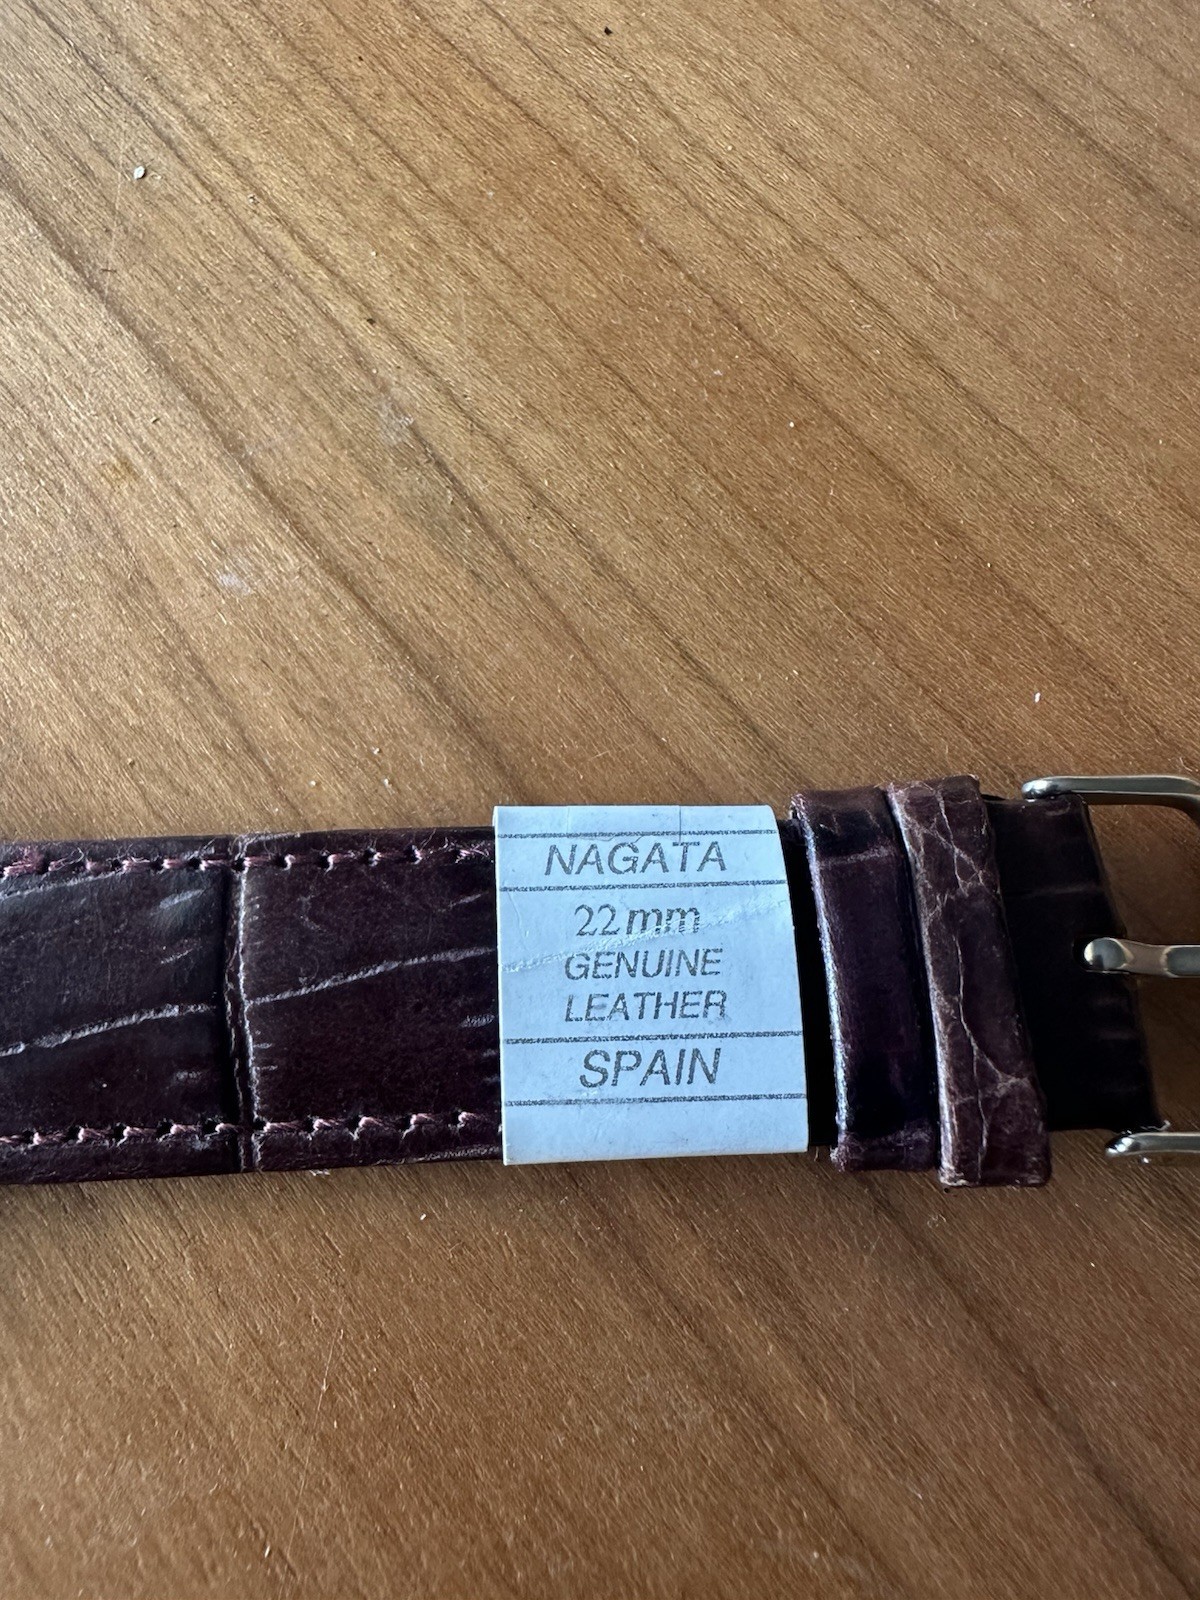 NAGATA
22mm
GENUINE
LEATHER
SPAIN